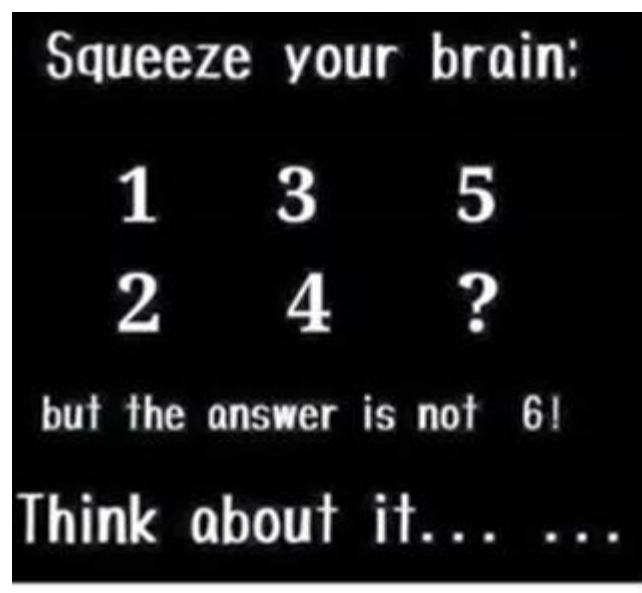 Squeeze your brain:
1 3 5
2 4 ?
but the answer is not 6!
Think about it... ...